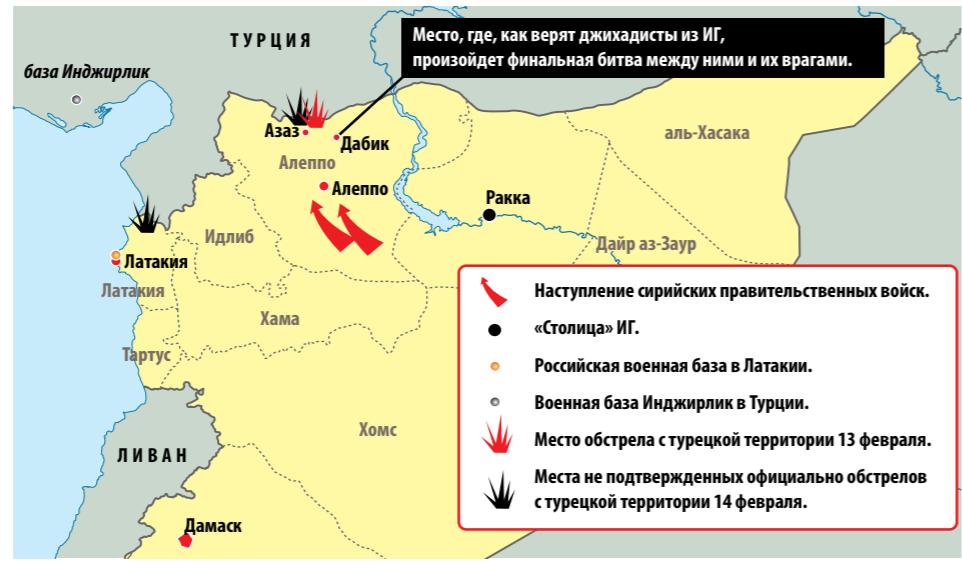 ТУРЦИЯ
Место, где, как верят джихадисты из ИГ,
произойдет финальная битва между ними и их врагами.
база Инджирлик
Азаз
Дабик
аль-Хасака
Алеппо
Алеппо
Ракка
Идлиб
Дайр аз-Заур
Латакия
Латакия
Хама
Тартус
Хомс
ЛИВАН
Дамаск
Наступление сирийских правительственных войск.
«Столица» ИГ.
Российская военная база в Латакии.
Военная база Инджирлик в Турции.
Место обстрела с турецкой территории 13 февраля.
Места не подтвержденных официально обстрелов
с турецкой территории 14 февраля.